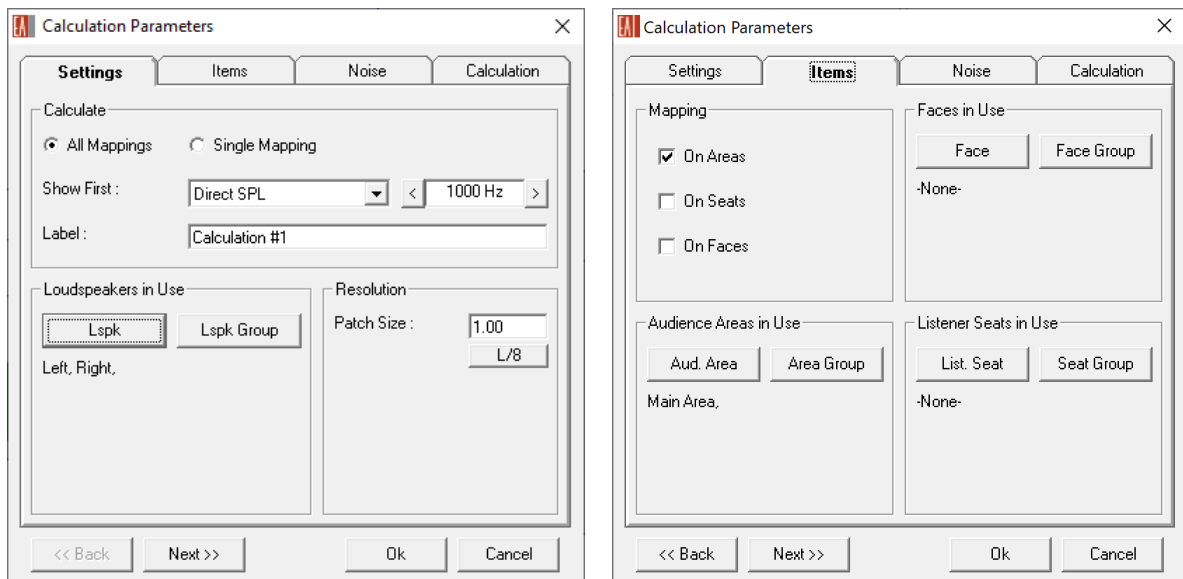 EA Calculation Parameters
Settings Items Noise Calculation
Calculate
All Mappings Single Mapping
Show First : Direct SPL < 1000 Hz >
Label : Calculation #1
Loudspeakers in Use
Lspk Lspk Group
Left, Right,
Resolution
Patch Size : 1.00
L/8
<< Back Next >> Ok Cancel
EA Calculation Parameters
Settings Items Noise Calculation
Mapping
On Areas
On Seats
On Faces
Faces in Use
Face Face Group
-None-
Audience Areas in Use
Aud. Area Area Group
Main Area,
Listener Seats in Use
List. Seat Seat Group
-None-
<< Back Next >> Ok Cancel